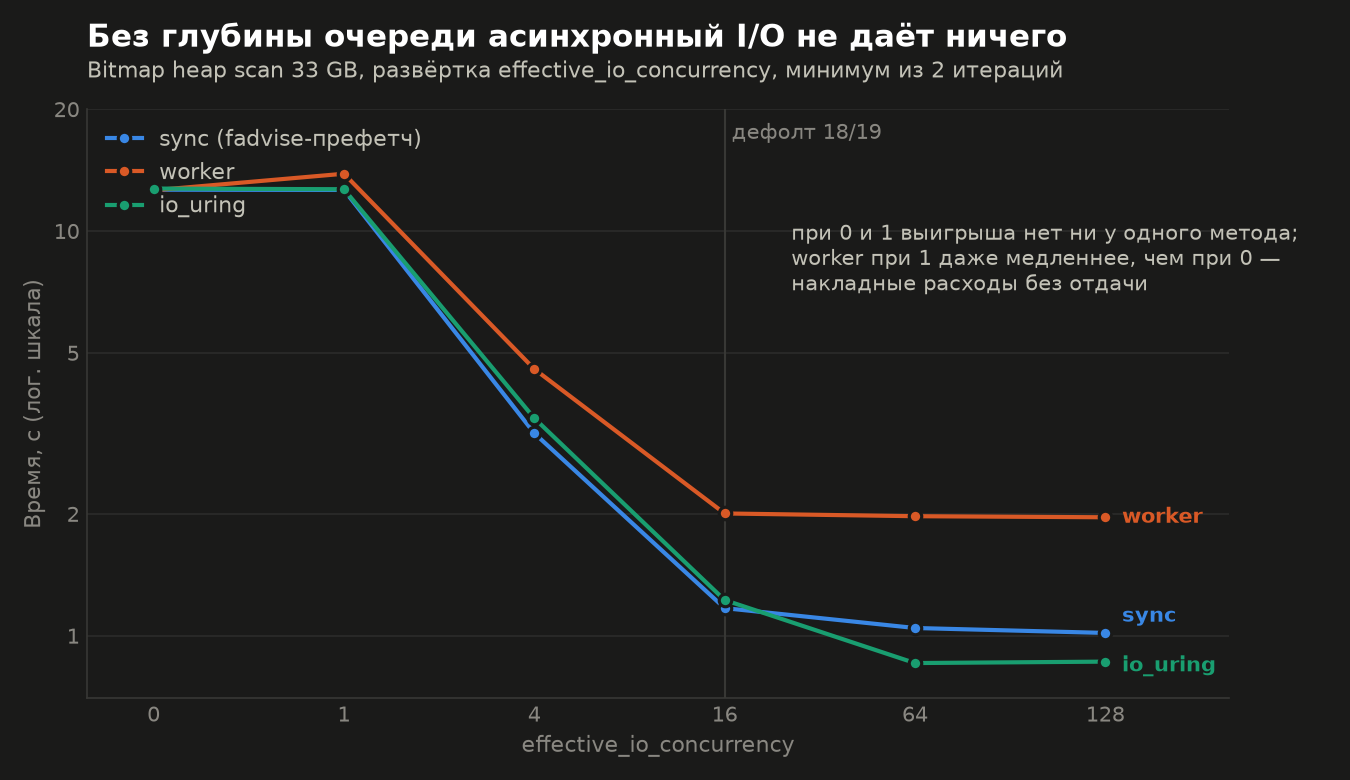 Без глубины очереди асинхронный I/O не даёт ничего
Bitmap heap scan 33 GB, развёртка effective_io_concurrency, минимум из 2 итераций
20
10
5
2
1
Время, с (лог. шкала)
sync (fadvise-префетч)
worker
io_uring
дефолт 18/19
при 0 и 1 выигрыша нет ни у одного метода;
worker при 1 даже медленнее, чем при 0 —
накладные расходы без отдачи
worker
sync
io_uring
0 1 4 16 64 128
effective_io_concurrency